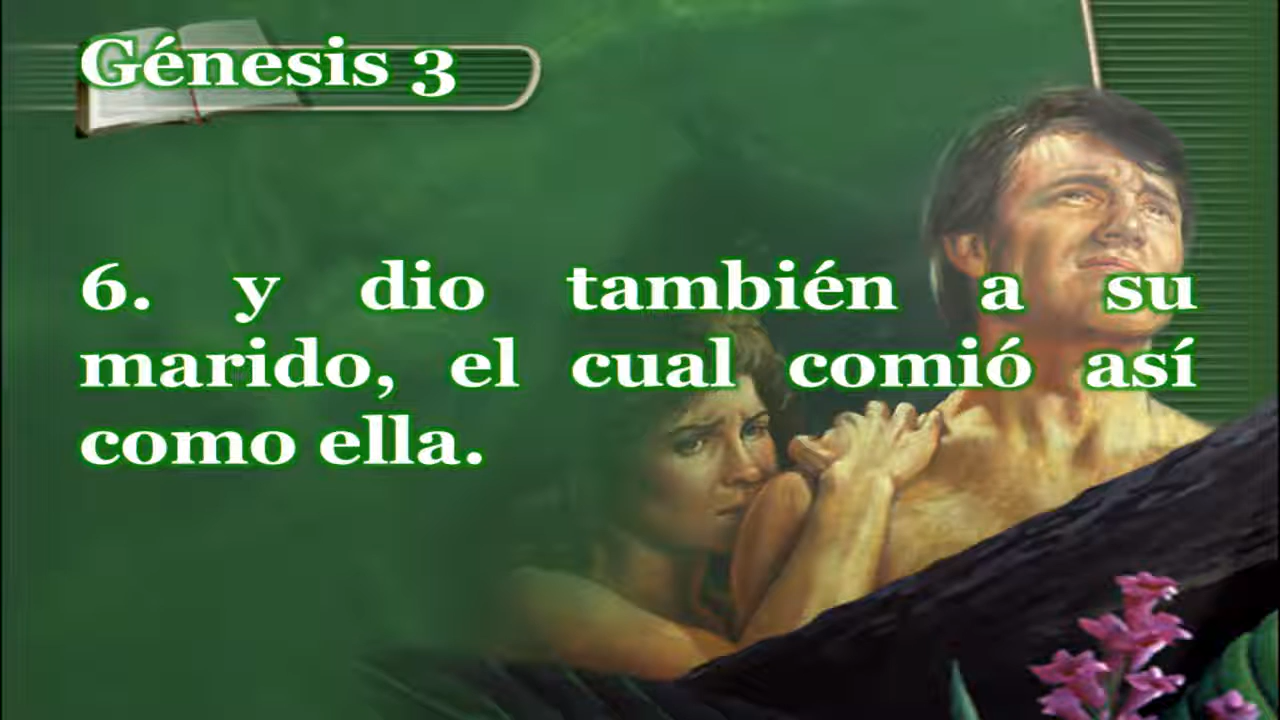 Génesis 3
6. y dio también a su
marido, el cual comió así
como ella.